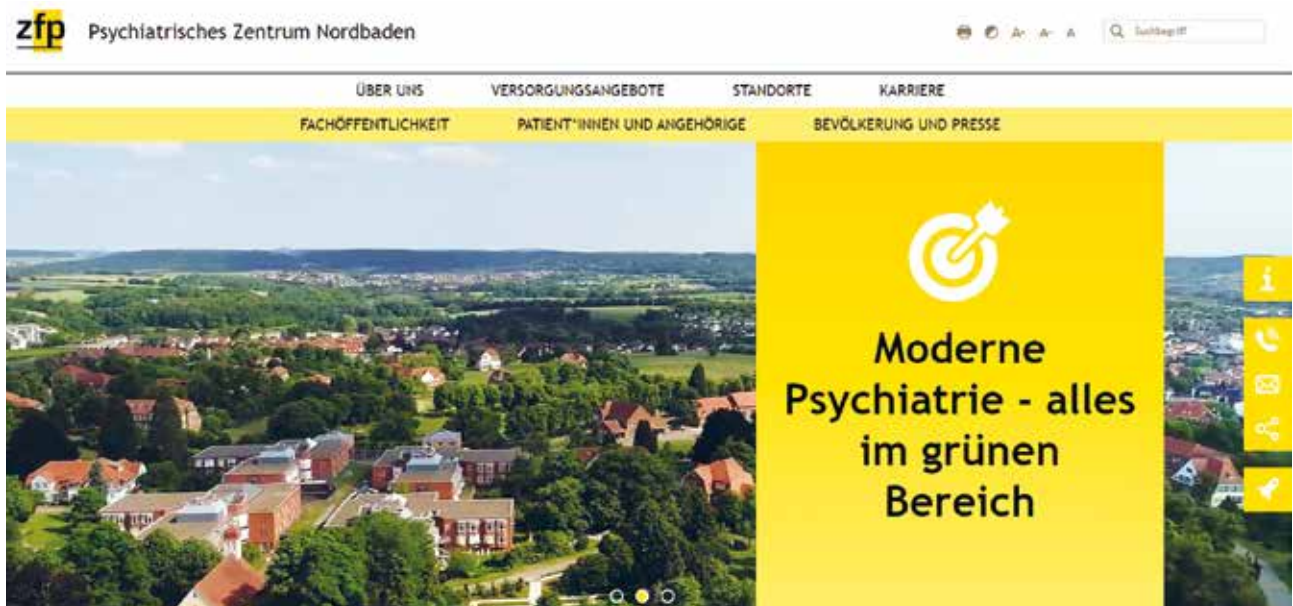 zfp Psychiatrisches Zentrum Nordbaden
A+ A- A Suchbegriff
ÜBER UNS VERSORGUNGSANGEBOTE STANDORTE KARRIERE
FACHÖFFENTLICHKEIT PATIENT*INNEN UND ANGEHÖRIGE BEVÖLKERUNG UND PRESSE
Moderne
Psychiatrie - alles
im grünen
Bereich